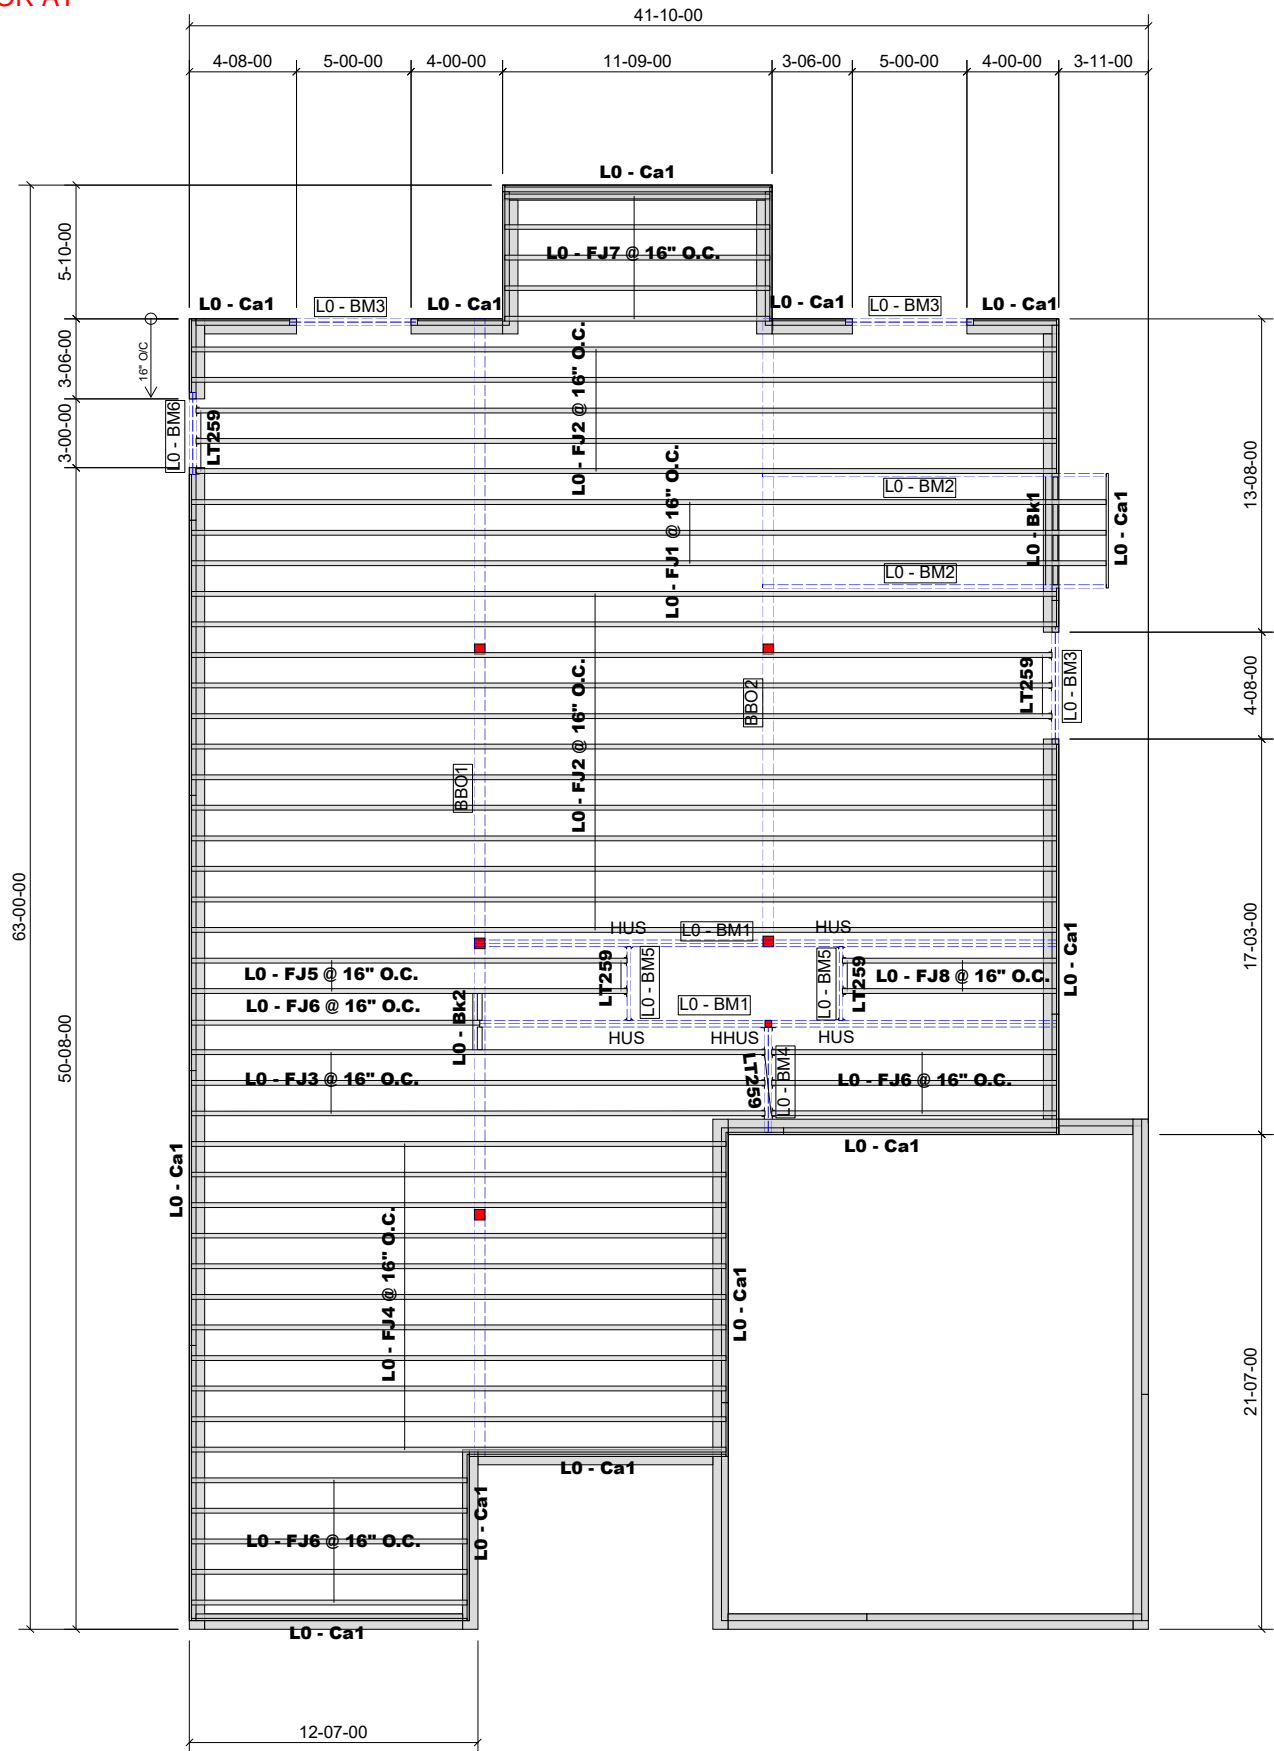 OR AT
41-10-00
4-08-00
5-00-00
4-00-00
11-09-00
3-06-00
5-00-00
4-00-00
3-11-00
L0 - Ca1
5-10-00
L0 - FJ7 @ 16" O.C.
L0 - Ca1
L0 - BM3
L0 - Ca1
L0 - Ca1
L0 - BM3
L0 - Ca1
3-06-00
16" O/C
L0 - FJ2 @ 16" O.C.
3-00-00
L0 - BM6
LT259
L0 - FJ1 @ 16" O.C.
13-08-00
L0 - BM2
L0 - Bk1
L0 - Ca1
L0 - BM2
L0 - FJ2 @ 16" O.C.
BBO2
LT259
L0 - BM3
4-08-00
BBO1
63-00-00
50-08-00
HUS
L0 - BM1
HUS
L0 - Ca1
17-03-00
L0 - FJ5 @ 16" O.C.
LT259
L0 - BM5
L0 - BM5
LT259
L0 - FJ8 @ 16" O.C.
L0 - FJ6 @ 16" O.C.
L0 - Bk2
L0 - BM1
HUS
HHUS
HUS
L0 - FJ3 @ 16" O.C.
LT259
L0 - BM4
L0 - FJ6 @ 16" O.C.
L0 - Ca1
L0 - Ca1
L0 - FJ4 @ 16" O.C.
L0 - Ca1
21-07-00
L0 - Ca1
L0 - Ca1
L0 - FJ6 @ 16" O.C.
L0 - Ca1
12-07-00